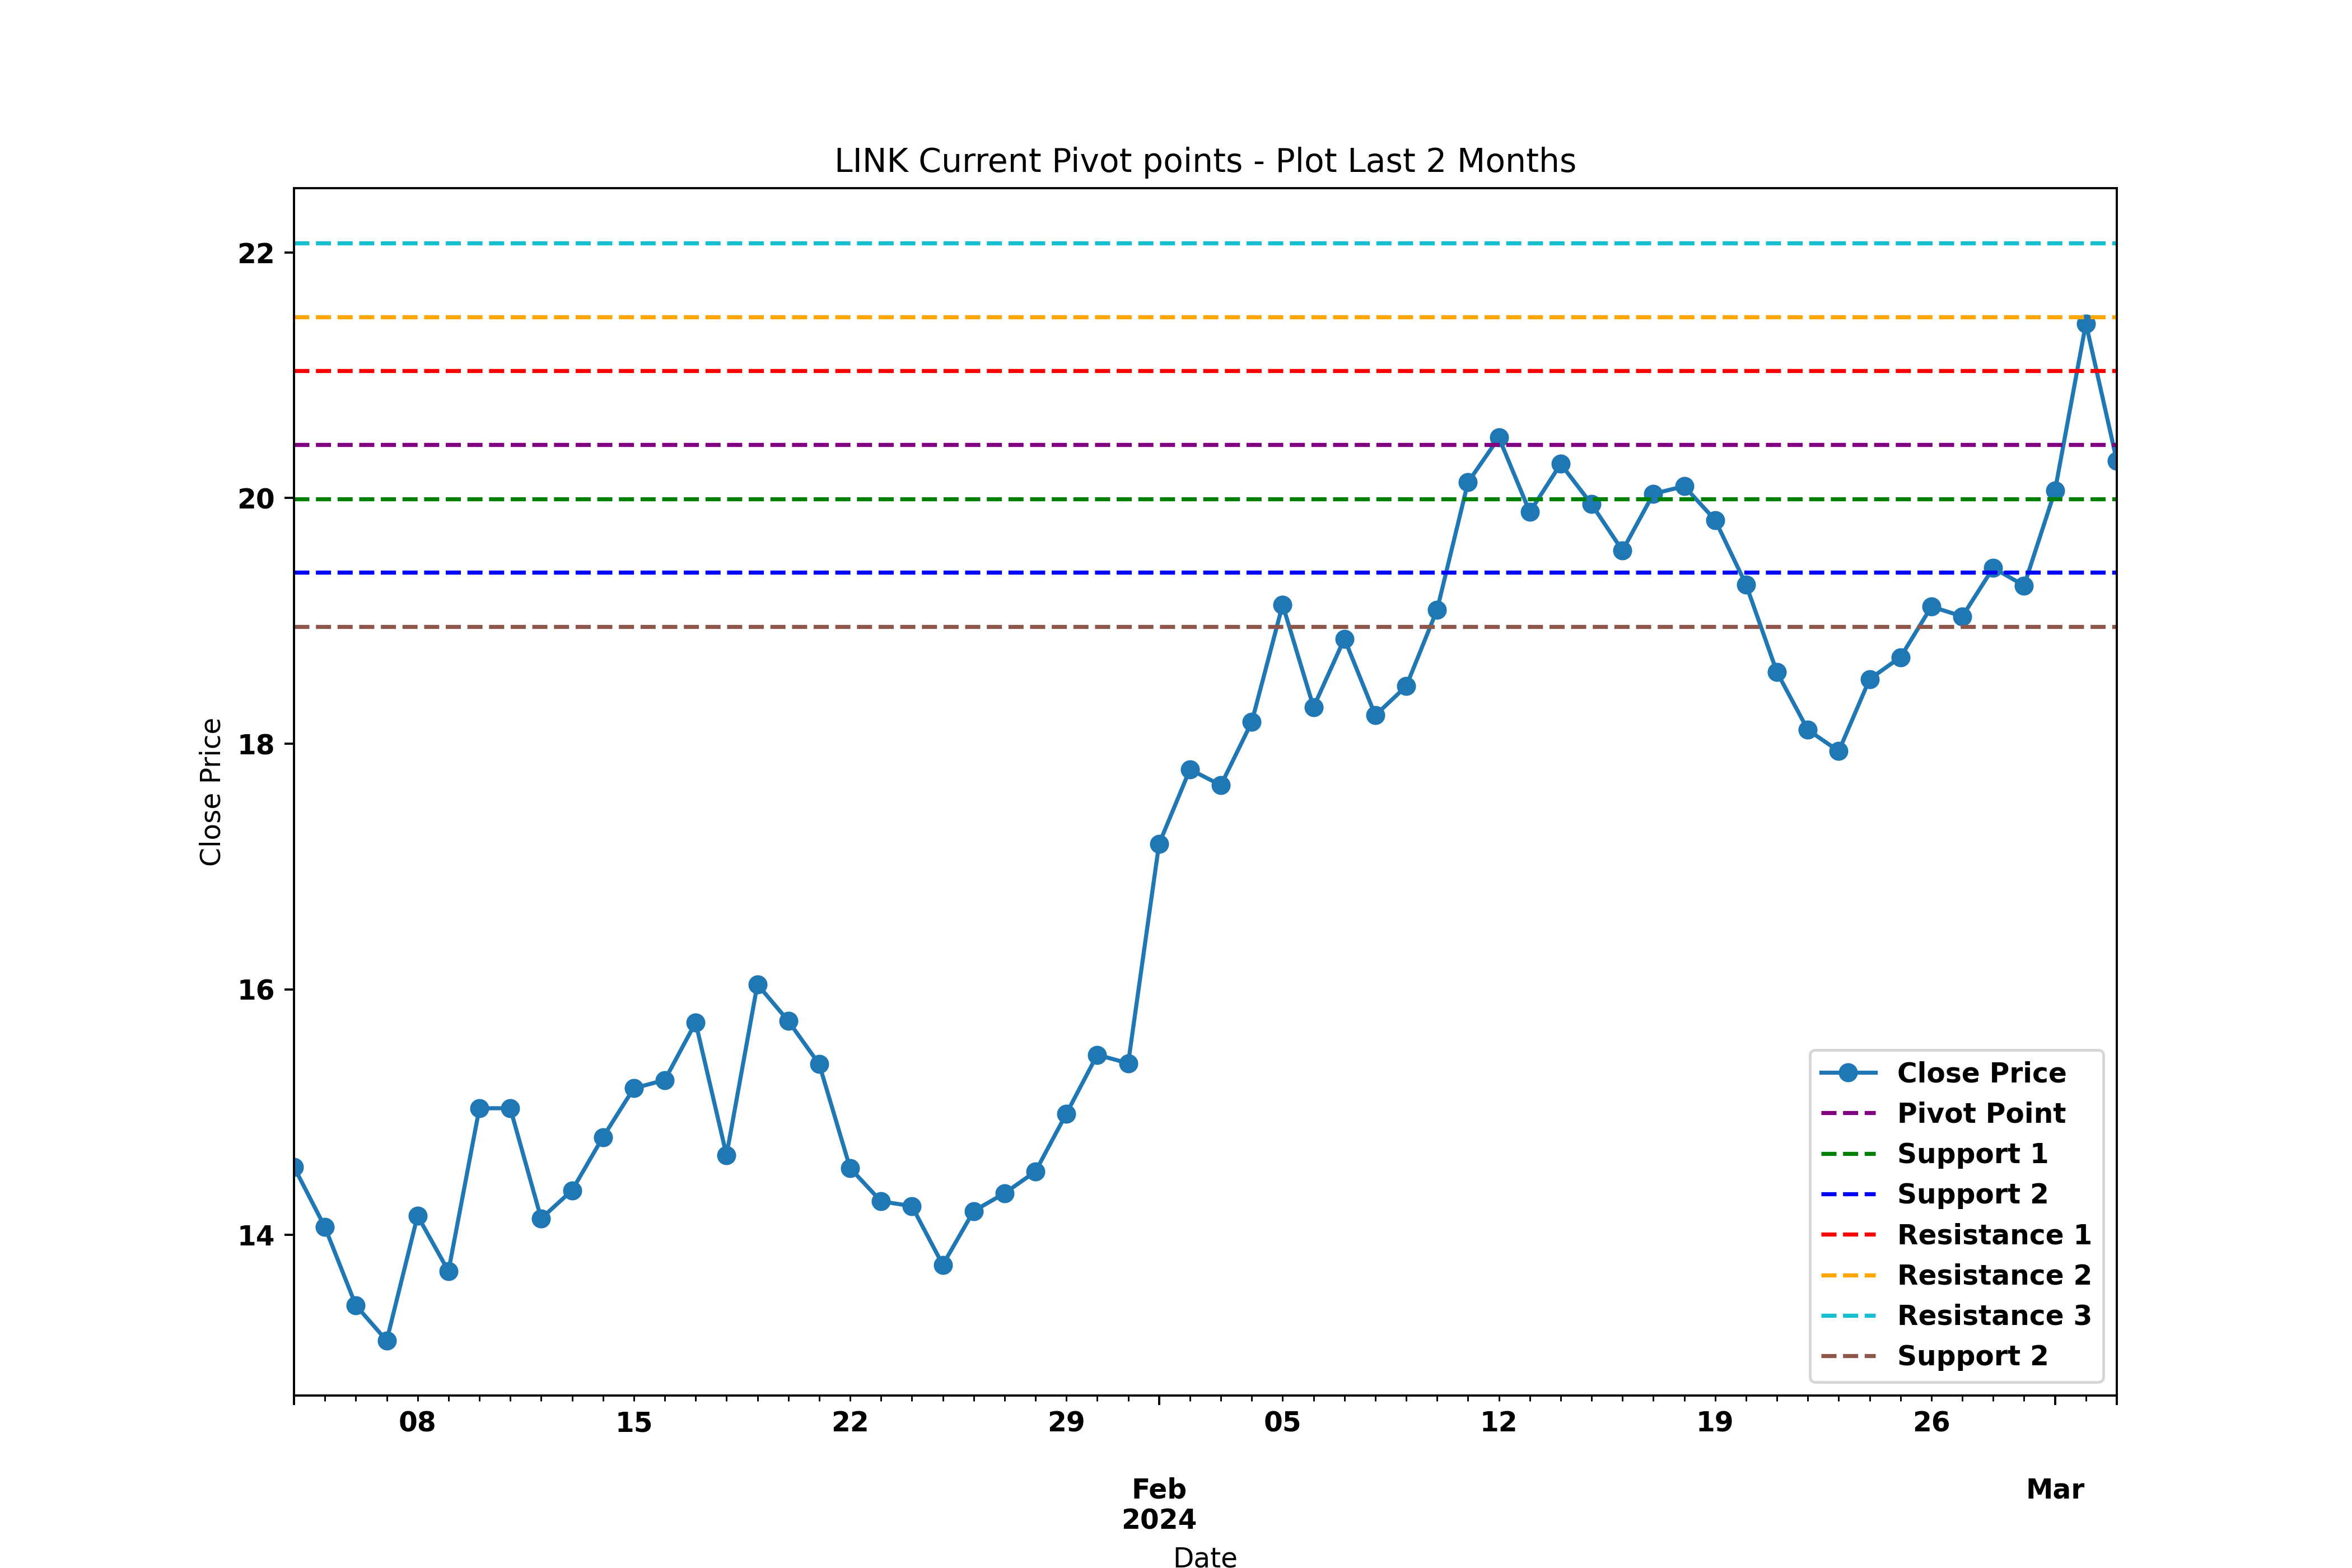 LINK Current Pivot points - Plot Last 2 Months
22
20
18
16
14
Close Price
Close Price
Pivot Point
Support 1
Support 2
Resistance 1
Resistance 2
Resistance 3
Support 2
08 15 22 29 05 12 19 26
Feb Mar
2024
Date